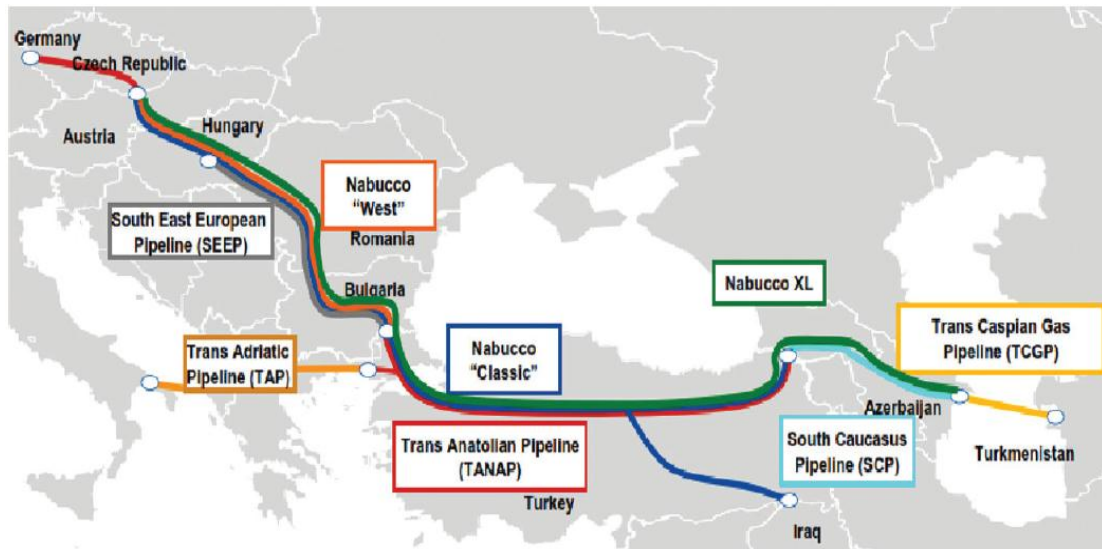 Germany
Czech Republic
Austria
Hungary
Nabucco
“West”
South East European
Pipeline (SEEP)
Romania
Bulgaria
Nabucco XL
Trans Caspian Gas
Pipeline (TCGP)
Trans Adriatic
Pipeline (TAP)
Nabucco
“Classic”
Azerbaijan
Trans Anatolian Pipeline
(TANAP)
South Caucasus
Pipeline (SCP)
Turkmenistan
Turkey
Iraq